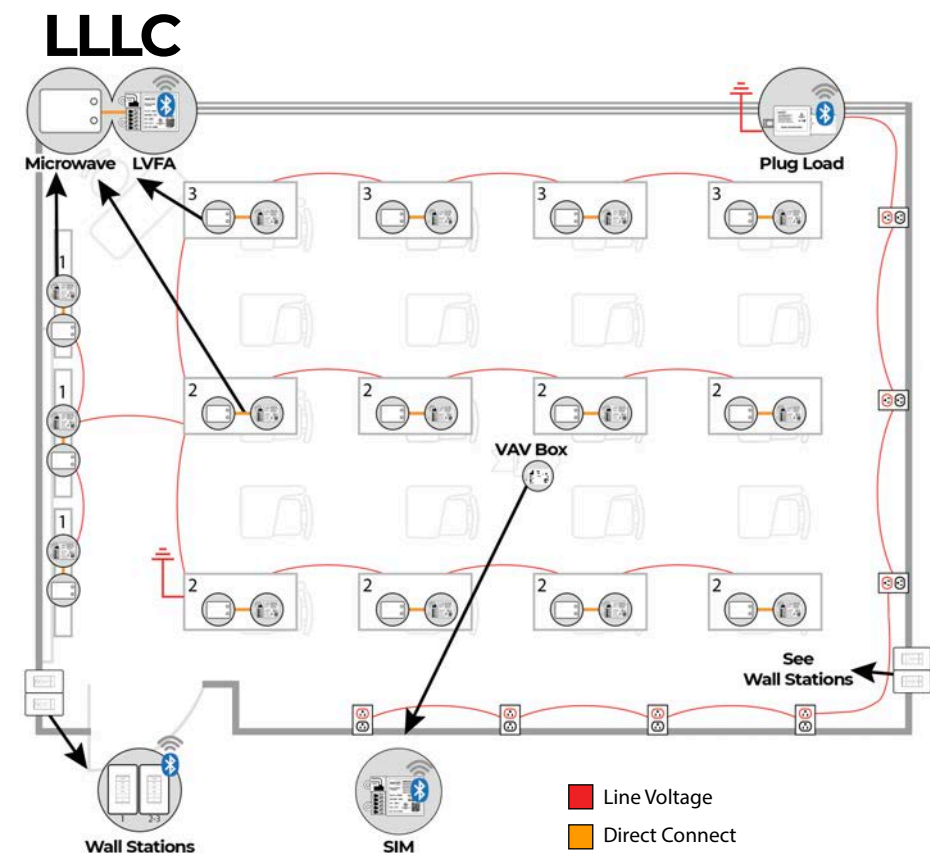 LLLC
Microwave LVFA
Plug Load
3 3 3 3
1
2 2 2 2
1
VAV Box
1
2 2 2 2
See
Wall Stations
1 2-3
Wall Stations
SIM
Line Voltage
Direct Connect